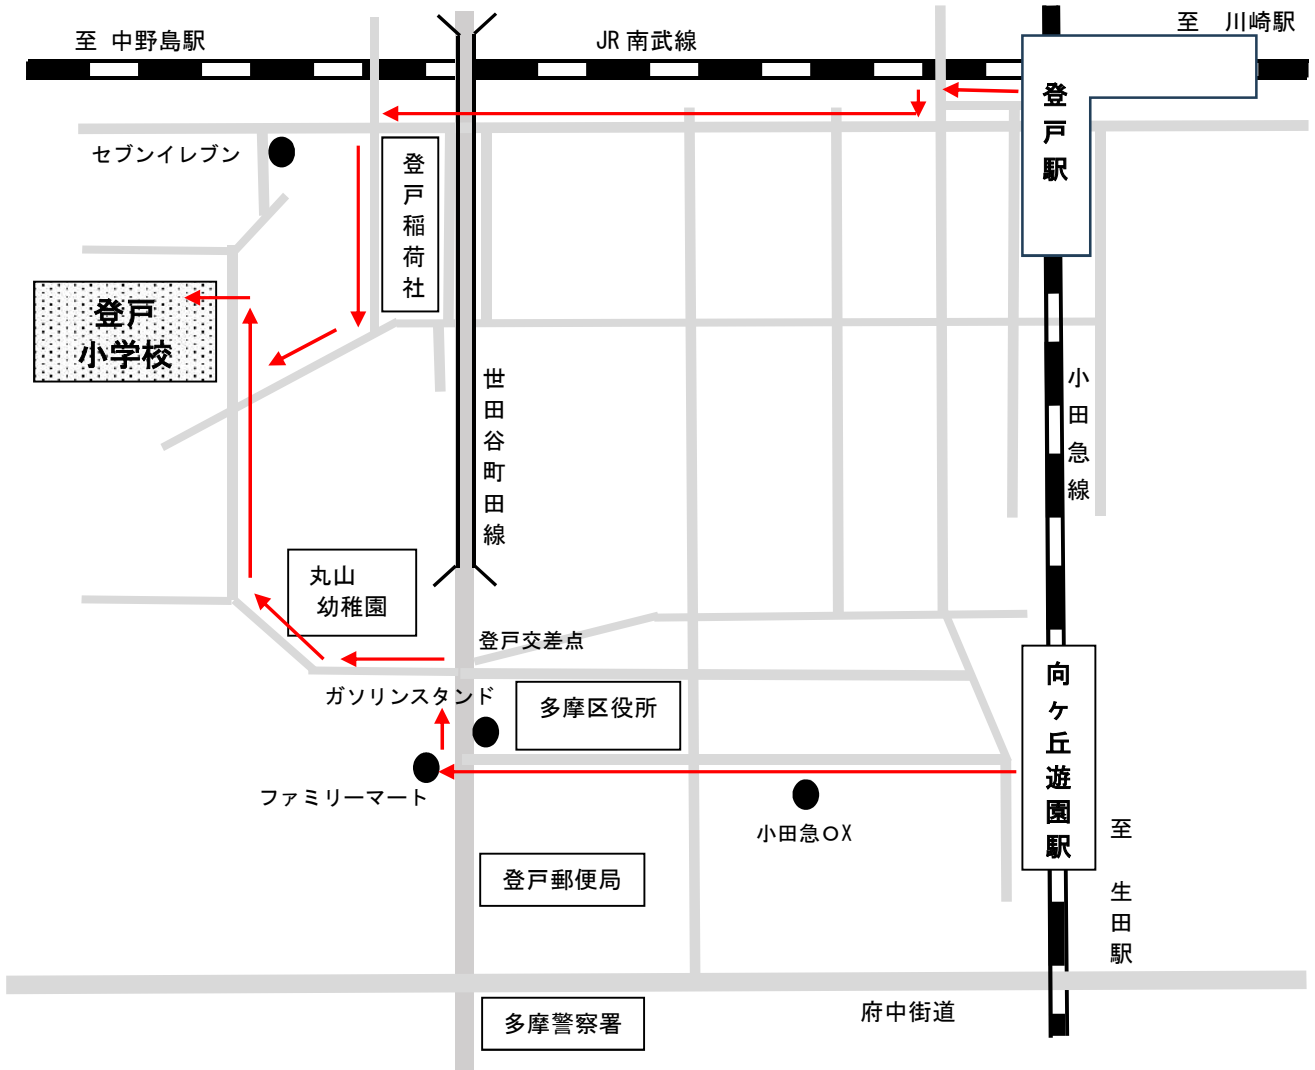 至 中野島駅
JR 南武線
至 川崎駅
登戸駅
セブンイレブン
登戸稲荷社
登戸
小学校
世田谷町田線
小田急線
丸山
幼稚園
登戸交差点
ガソリンスタンド
多摩区役所
向ヶ丘遊園駅
ファミリーマート
小田急OX
至 生田駅
登戸郵便局
府中街道
多摩警察署